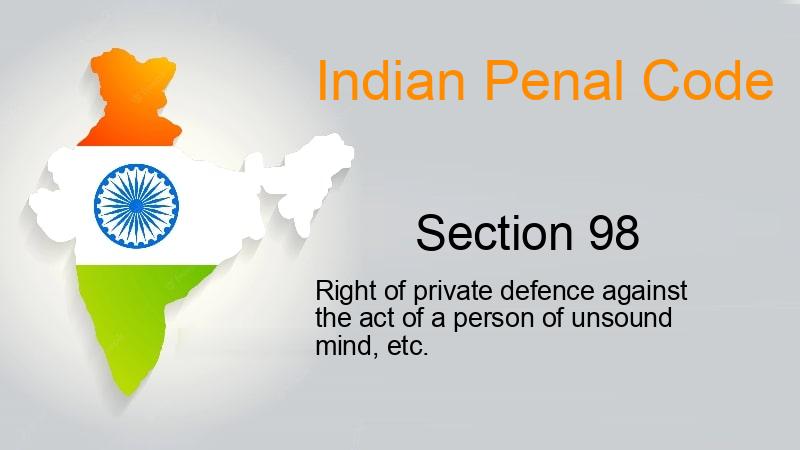 Indian Penal Code
Section 98
Right of private defence against
the act of a person of unsound
mind, etc.